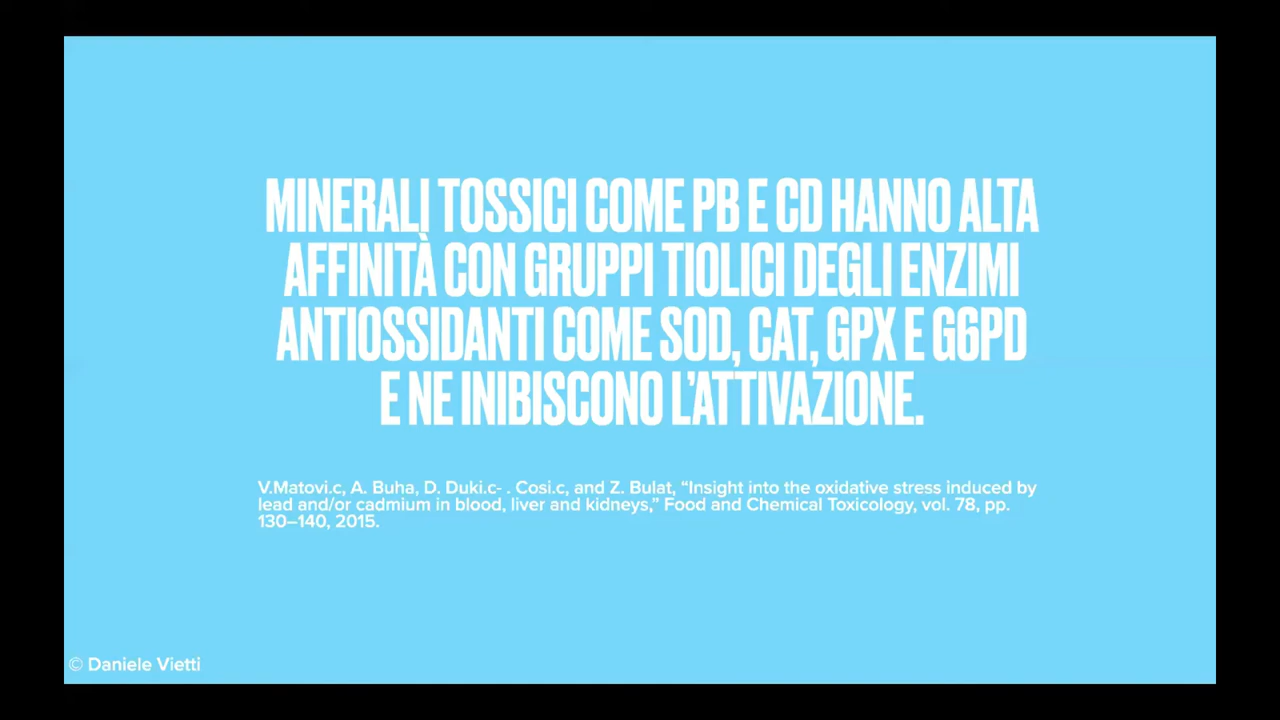 MINERALI TOSSICI COME PB E CD HANNO ALTA
AFFINITÀ CON GRUPPI TIOLICI DEGLI ENZIMI
ANTIOSSIDANTI COME SOD, CAT, GPX E G6PD
E NE INIBISCONO L’ATTIVAZIONE.
V.Matovi.c, A. Buha, D. Duki.c- . Cosi.c, and Z. Bulat, “Insight into the oxidative stress induced by
lead and/or cadmium in blood, liver and kidneys,” Food and Chemical Toxicology, vol. 78, pp.
130–140, 2015.
© Daniele Vietti